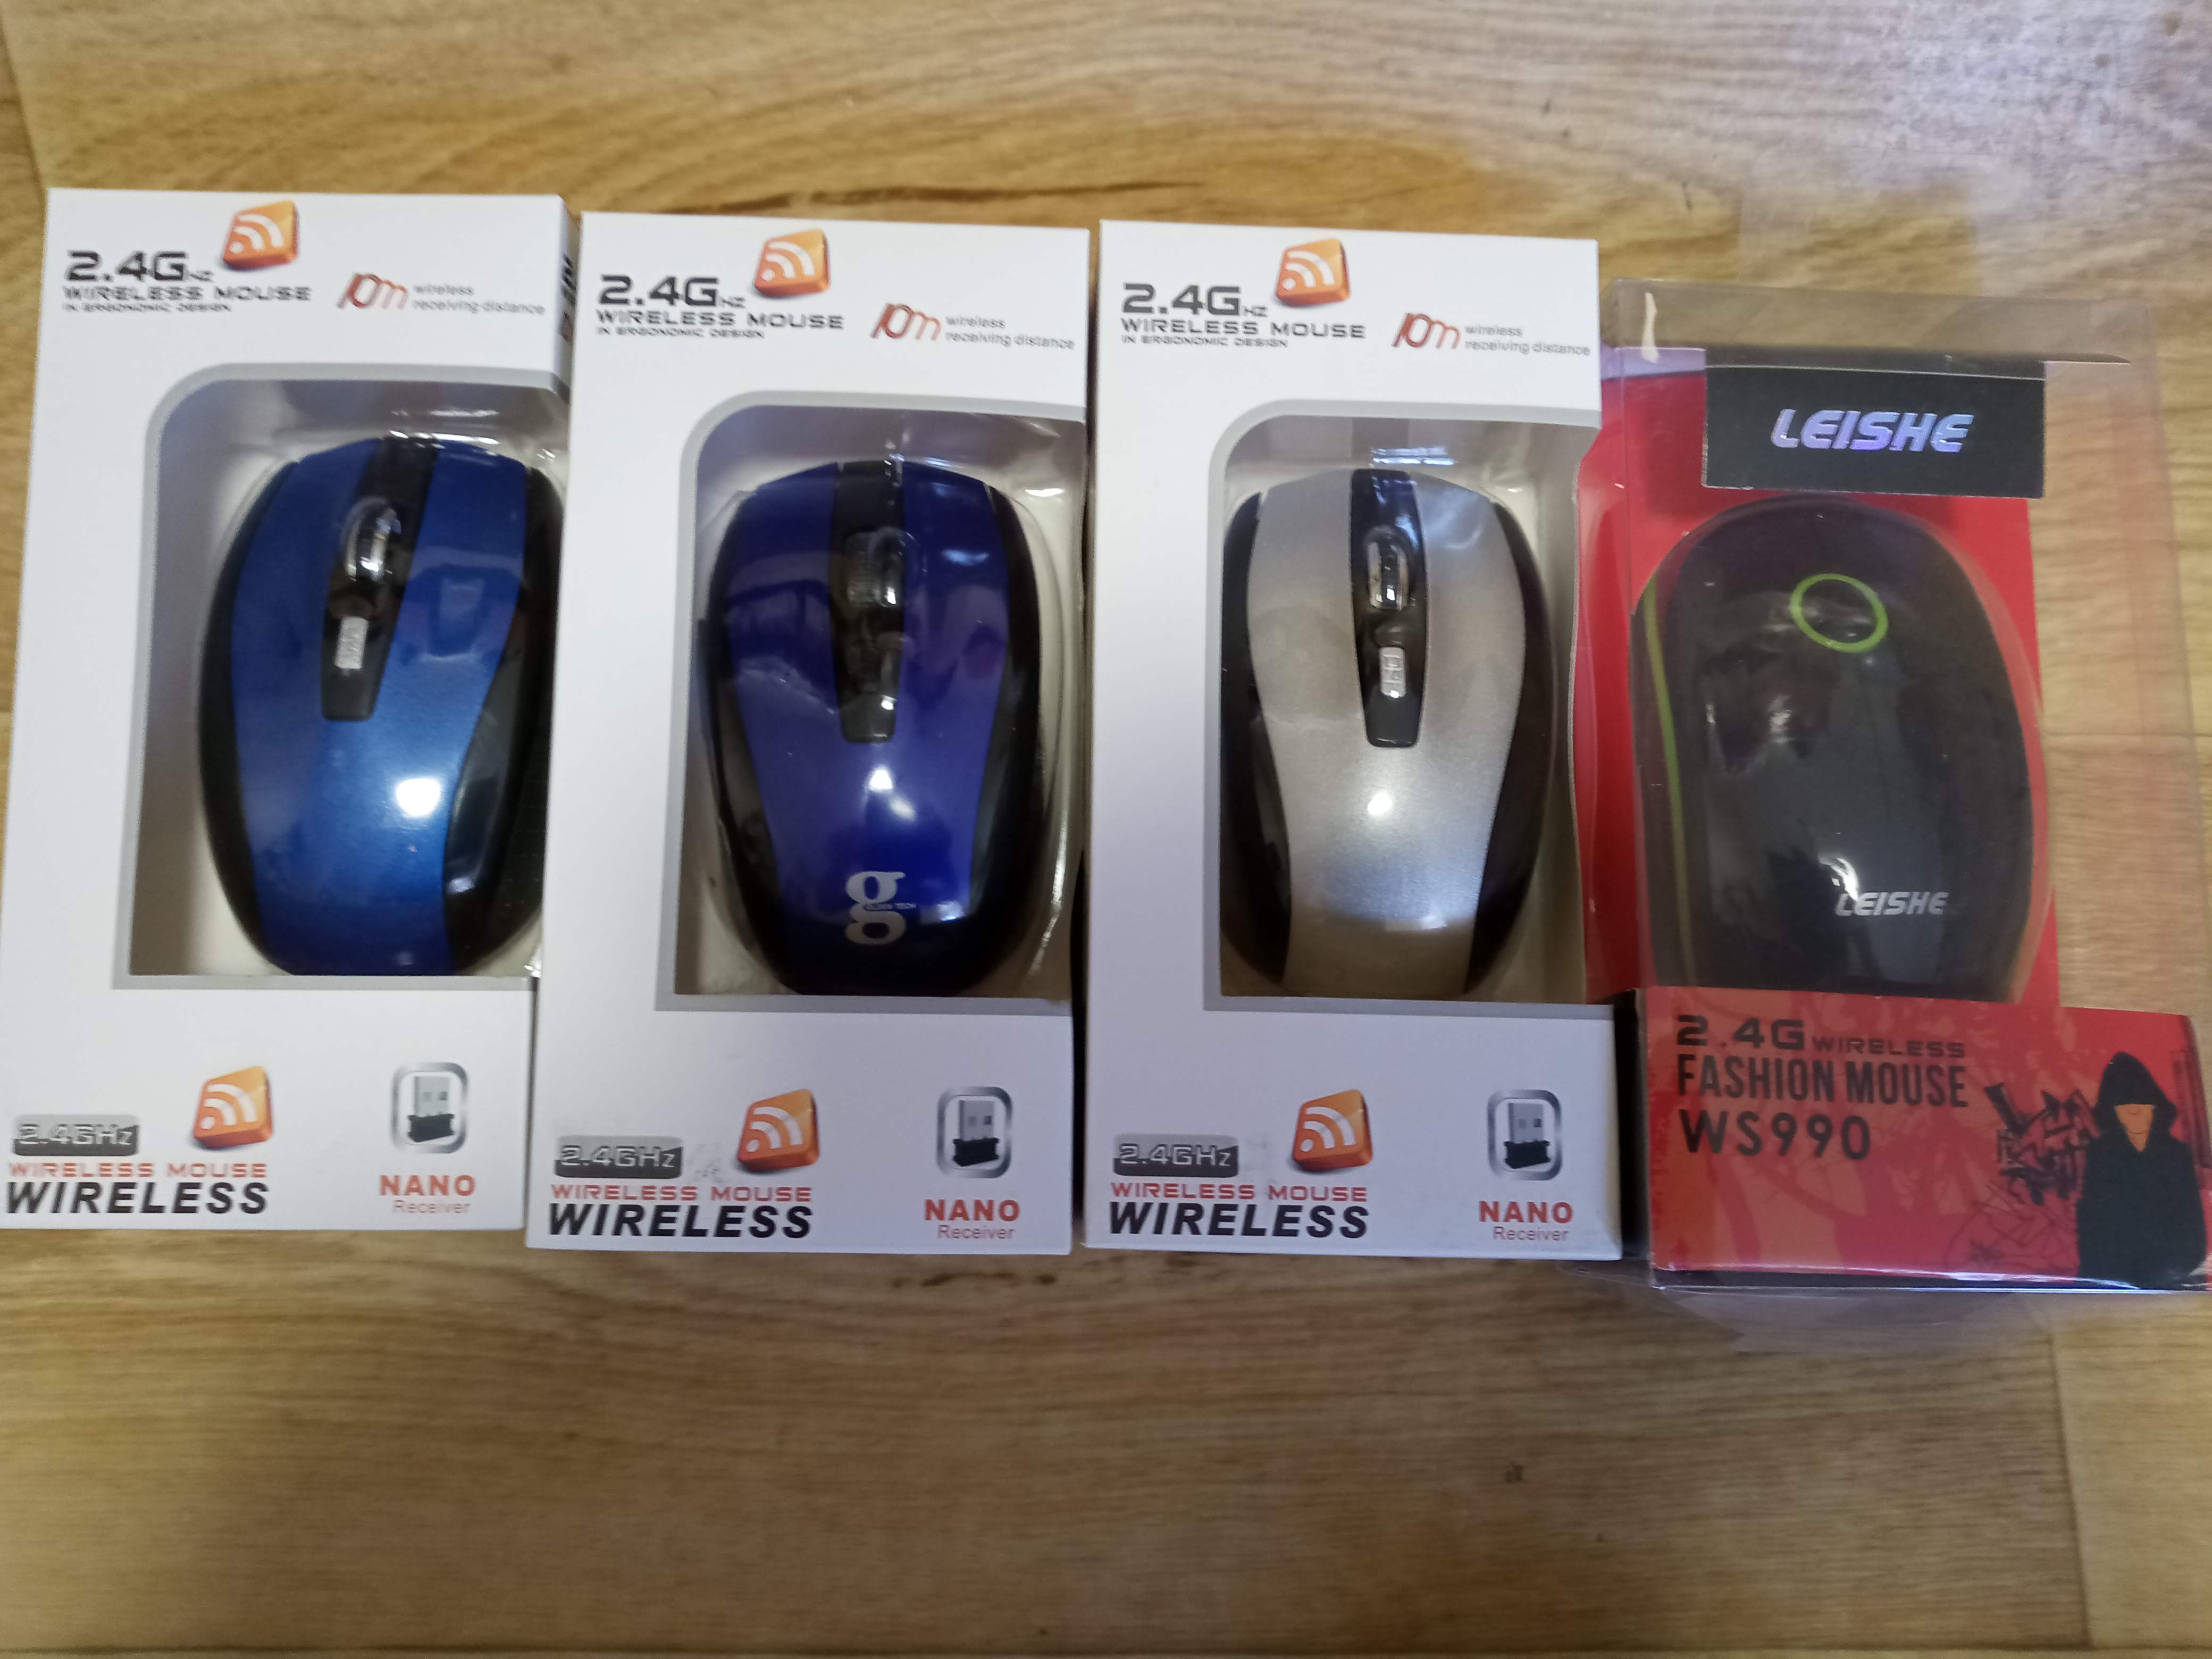 2.4GHz
WIRELESS MOUSE
IN ERGONOMIC DESIGN
10m wireless
receiving distance
2.4GHz
WIRELESS MOUSE
WIRELESS
NANO
Receiver
2.4GHz
WIRELESS MOUSE
IN ERGONOMIC DESIGN
10m wireless
receiving distance
g
GOLDEN TECH
2.4GHz
WIRELESS MOUSE
WIRELESS
NANO
Receiver
2.4GHz
WIRELESS MOUSE
IN ERGONOMIC DESIGN
10m wireless
receiving distance
2.4GHz
WIRELESS MOUSE
WIRELESS
NANO
Receiver
LEISHE
LEISHE
2.4G WIRELESS
FASHION MOUSE
WS990